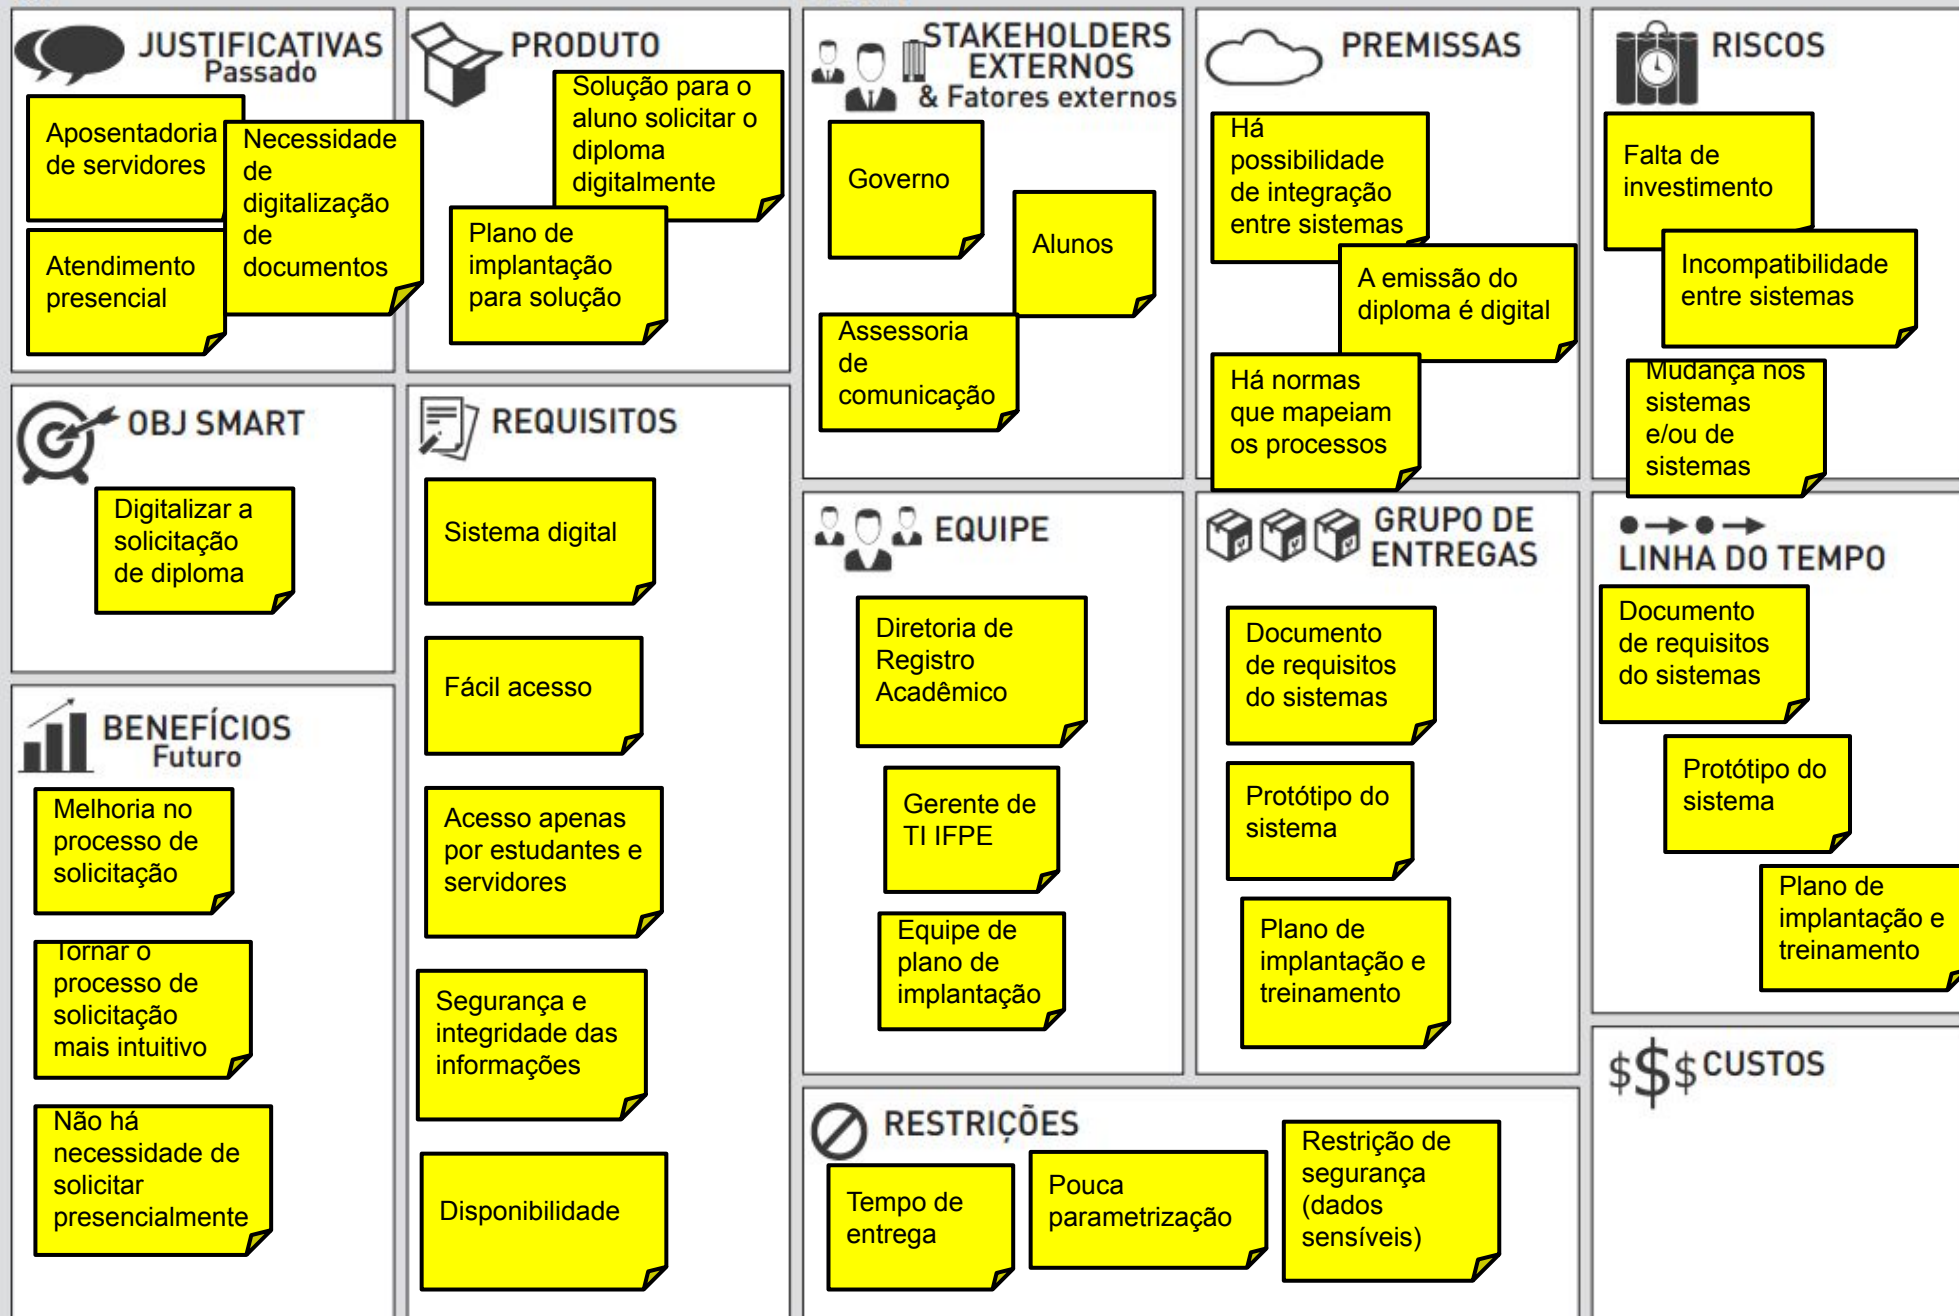 JUSTIFICATIVAS
Passado
Aposentadoria
de servidores
Necessidade
de
digitalização
de
documentos
Atendimento
presencial
PRODUTO
Solução para o
aluno solicitar o
diploma
digitalmente
Plano de
implantação
para solução
STAKEHOLDERS
EXTERNOS
& Fatores externos
Governo
Alunos
Assessoria
de
comunicação
PREMISSAS
Há
possibilidade
de integração
entre sistemas
A emissão do
diploma é digital
Há normas
que mapeiam
os processos
RISCOS
Falta de
investimento
Incompatibilidade
entre sistemas
Mudança nos
sistemas
e/ou de
sistemas
OBJ SMART
Digitalizar a
solicitação
de diploma
REQUISITOS
Sistema digital
Fácil acesso
Acesso apenas
por estudantes e
servidores
Segurança e
integridade das
informações
Disponibilidade
EQUIPE
Diretoria de
Registro
Acadêmico
Gerente de
TI IFPE
Equipe de
plano de
implantação
GRUPO DE
ENTREGAS
Documento
de requisitos
do sistemas
Protótipo do
sistema
Plano de
implantação e
treinamento
LINHA DO TEMPO
Documento
de requisitos
do sistemas
Protótipo do
sistema
Plano de
implantação e
treinamento
BENEFÍCIOS
Futuro
Melhoria no
processo de
solicitação
Tornar o
processo de
solicitação
mais intuitivo
Não há
necessidade de
solicitar
presencialmente
RESTRIÇÕES
Tempo de
entrega
Pouca
parametrização
Restrição de
segurança
(dados
sensíveis)
$$$ CUSTOS